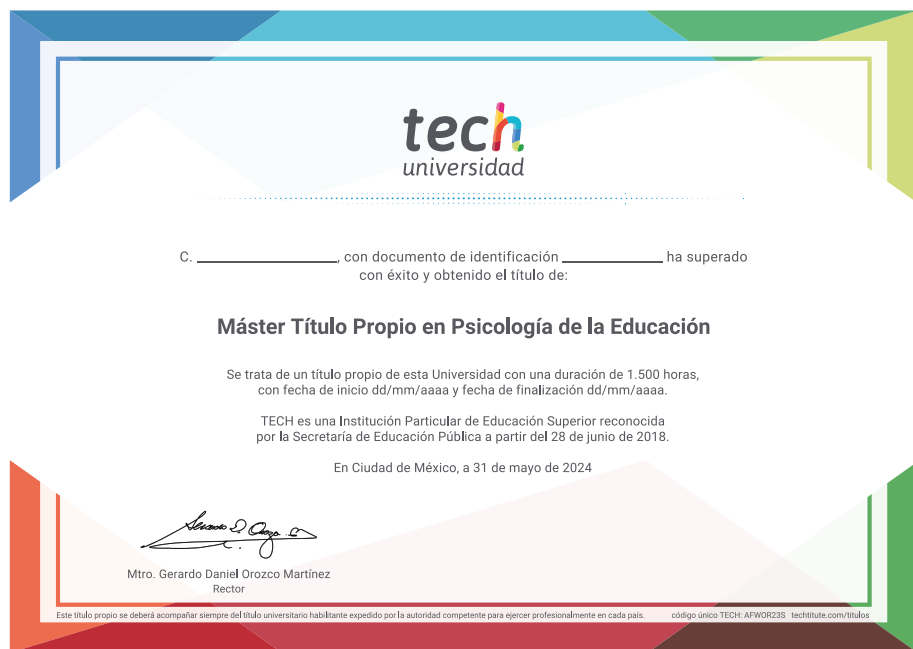 tech
universidad
C. ____________, con documento de identificación ____________ ha superado
con éxito y obtenido el título de:
Máster Título Propio en Psicología de la Educación
Se trata de un título propio de esta Universidad con una duración de 1.500 horas,
con fecha de inicio dd/mm/aaaa y fecha de finalización dd/mm/aaaa.
TECH es una Institución Particular de Educación Superior reconocida
por la Secretaría de Educación Pública a partir del 28 de junio de 2018.
En Ciudad de México, a 31 de mayo de 2024
Mtro. Gerardo Daniel Orozco Martínez
Rector
Este título propio se deberá acompañar siempre del título universitario habilitante expedido por la autoridad competente para ejercer profesionalmente en cada país. código único TECH: AFWOR23S techtitute.com/titulos